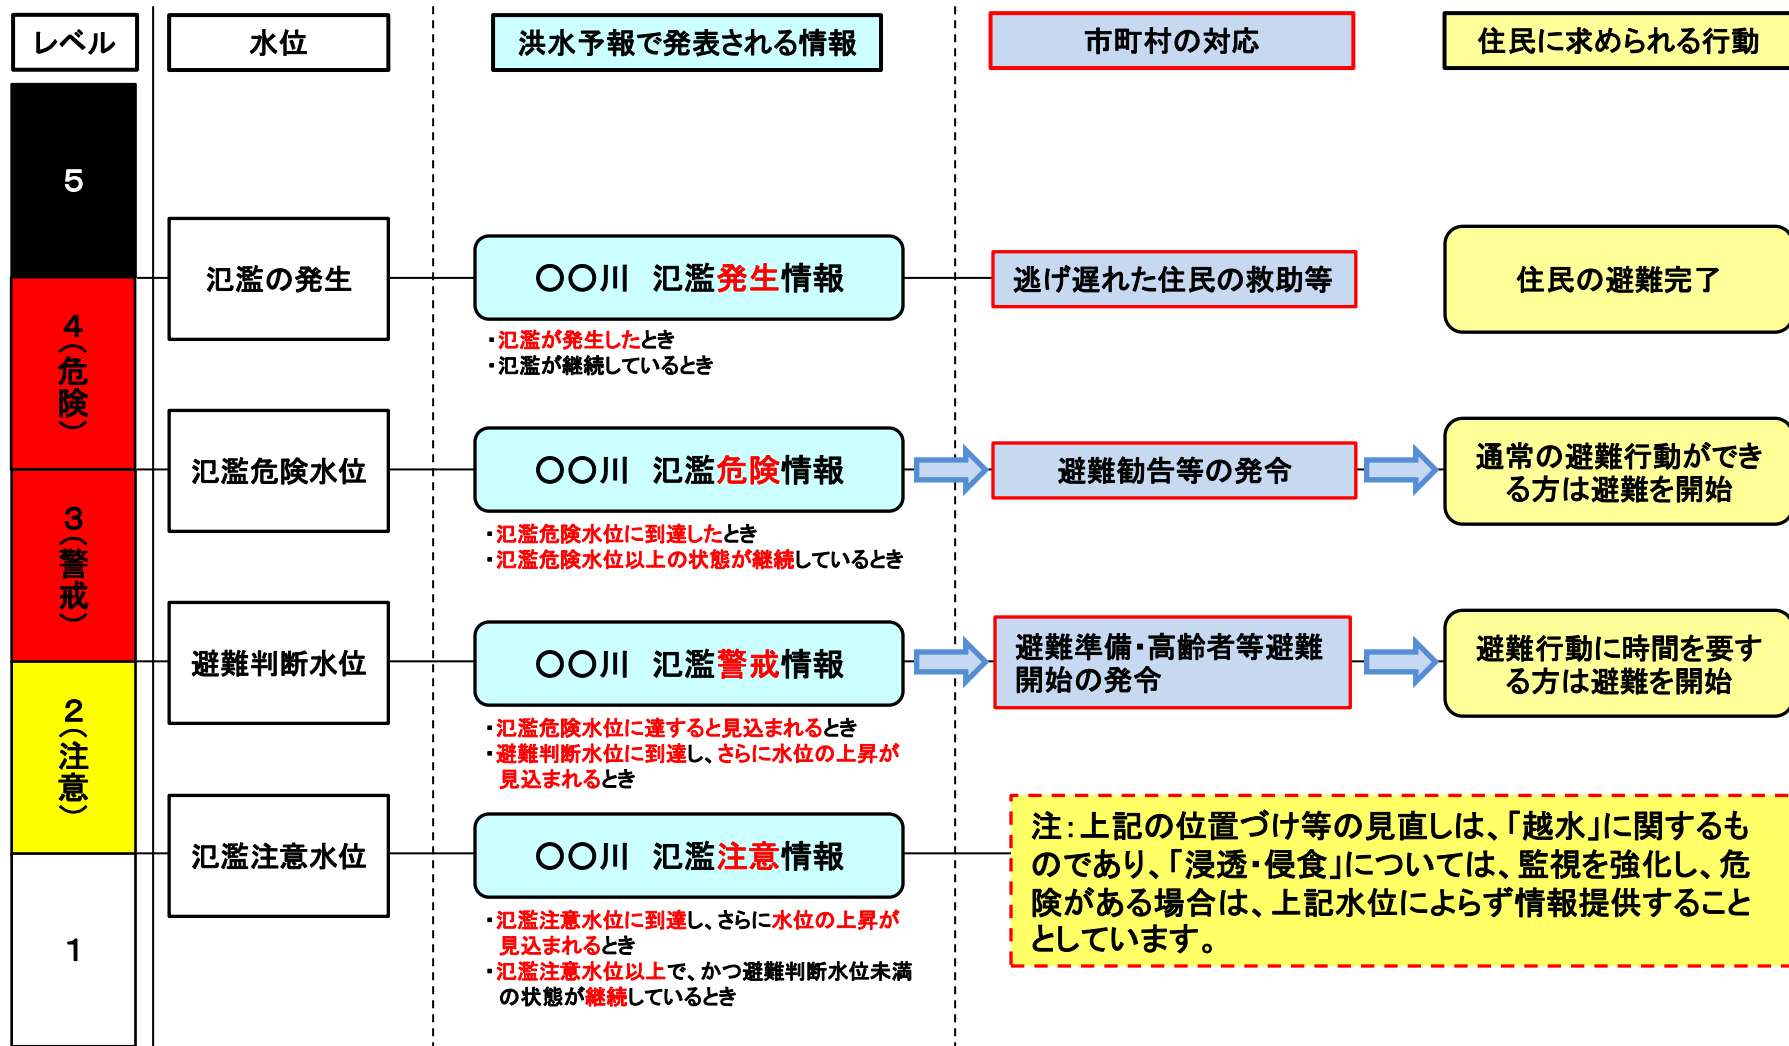 レベル
水位
洪水予報で発表される情報
市町村の対応
住民に求められる行動
5
氾濫の発生
〇〇川 氾濫発生情報
逃げ遅れた住民の救助等
住民の避難完了
・氾濫が発生したとき
・氾濫が継続しているとき
4（危険）
氾濫危険水位
〇〇川 氾濫危険情報
避難勧告等の発令
通常の避難行動ができ
る方は避難を開始
・氾濫危険水位に到達したとき
・氾濫危険水位以上の状態が継続しているとき
3（警戒）
避難判断水位
〇〇川 氾濫警戒情報
避難準備・高齢者等避難
開始の発令
避難行動に時間を要す
る方は避難を開始
・氾濫危険水位に達すると見込まれるとき
・避難判断水位に到達し、さらに水位の上昇が
見込まれるとき
2（注意）
氾濫注意水位
〇〇川 氾濫注意情報
・氾濫注意水位に到達し、さらに水位の上昇が
見込まれるとき
・氾濫注意水位以上で、かつ避難判断水位未満
の状態が継続しているとき
注：上記の位置づけ等の見直しは、「越水」に関するも
のであり、「浸透・侵食」については、監視を強化し、危
険がある場合は、上記水位によらず情報提供すること
としています。
1